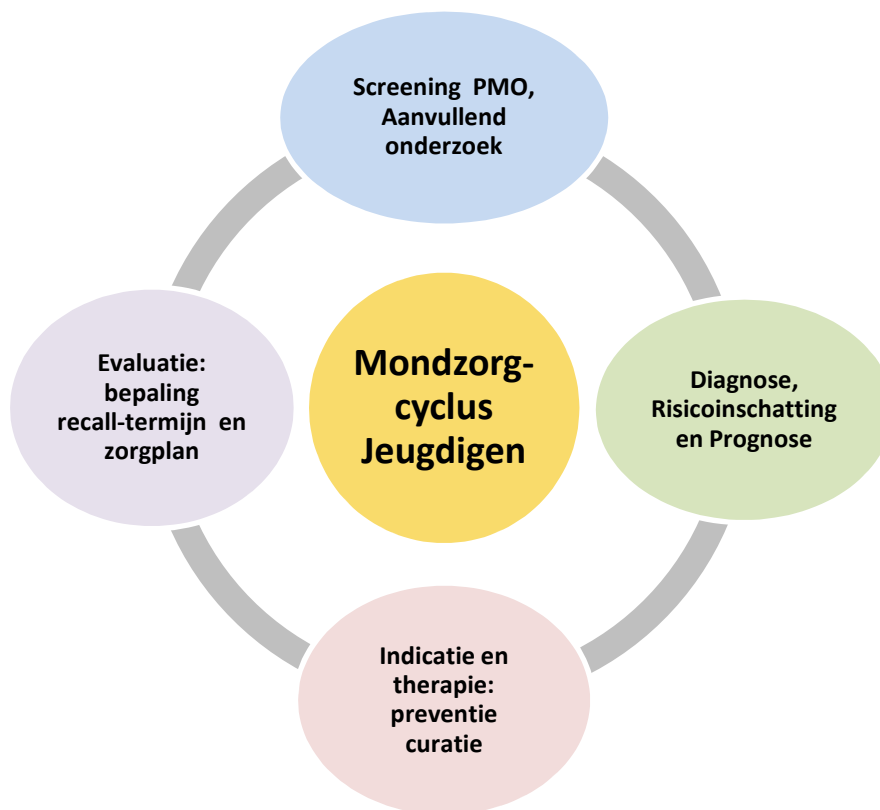 Screening  PMO,
Aanvullend
onderzoek
Evaluatie:
bepaling
recall-termijn  en
zorgplan
Mondzorg-
cyclus
Jeugdigen
Diagnose,
Risicoinschatting
en Prognose
Indicatie en
therapie:
preventie
curatie